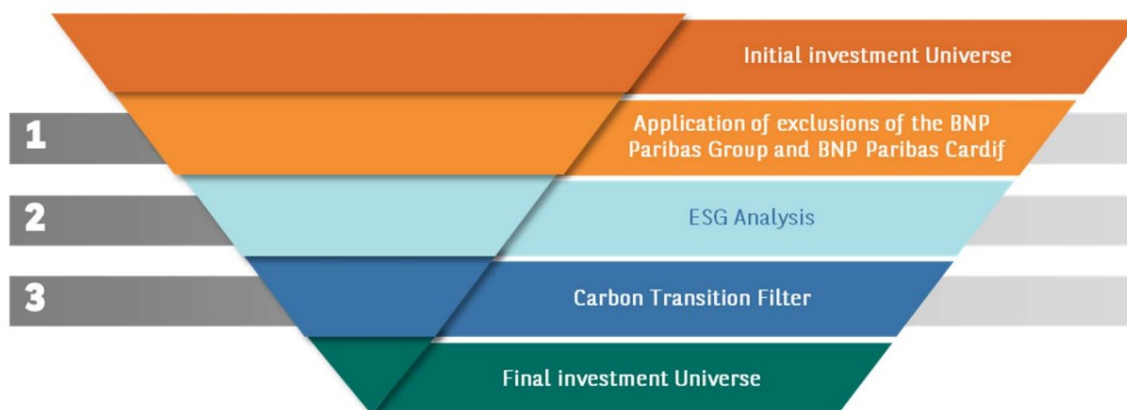 Initial investment Universe
1
Application of exclusions of the BNP
Paribas Group and BNP Paribas Cardif
2
ESG Analysis
3
Carbon Transition Filter
Final investment Universe